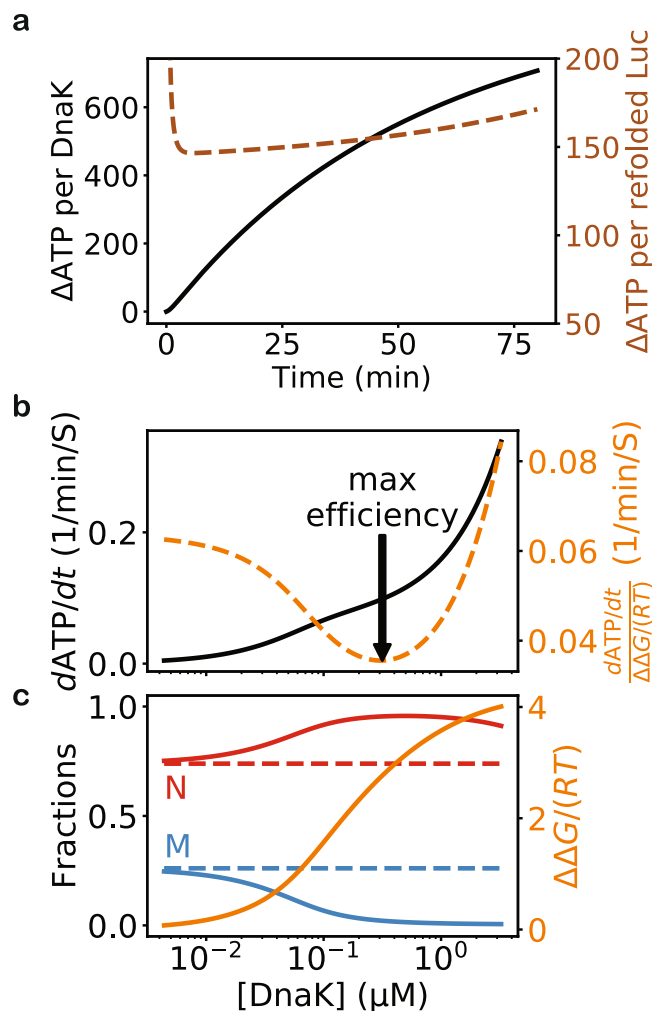 a
ΔATP per DnaK
600
400
200
0
200
150
100
50
ΔATP per refolded Luc
0
25
50
75
Time (min)
b
dATP/dt (1/min/S)
0.2
0.0
max
efficiency
0.08
0.06
0.04
dATP/dt
ΔΔG/(RT)
(1/min/S)
c
Fractions
1.0
0.5
0.0
N
M
4
2
0
ΔΔG/(RT)
10⁻²
10⁻¹
10⁰
[DnaK] (μM)